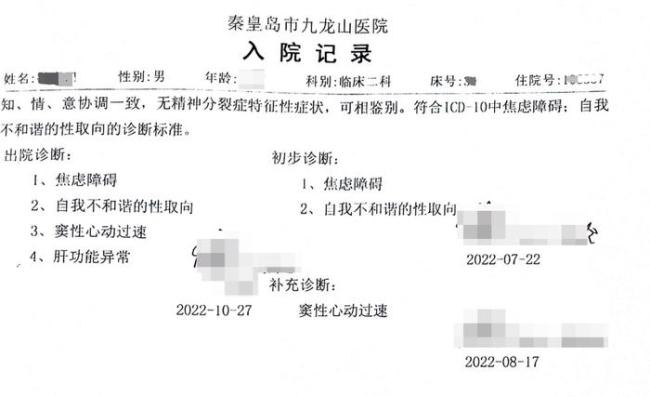 秦皇岛市九龙山医院
入院记录
姓名: 性别:男 年龄: 科别:临床二科 床号: 住院号:
知、情、意协调一致，无精神分裂症特征性症状，可相鉴别。符合ICD-10中焦虑障碍；自我
不和谐的性取向的诊断标准。
出院诊断： 初步诊断：
1、焦虑障碍 1、焦虑障碍
2、自我不和谐的性取向 2、自我不和谐的性取向
3、窦性心动过速
4、肝功能异常 2022-07-22
补充诊断：
2022-10-27 窦性心动过速
2022-08-17